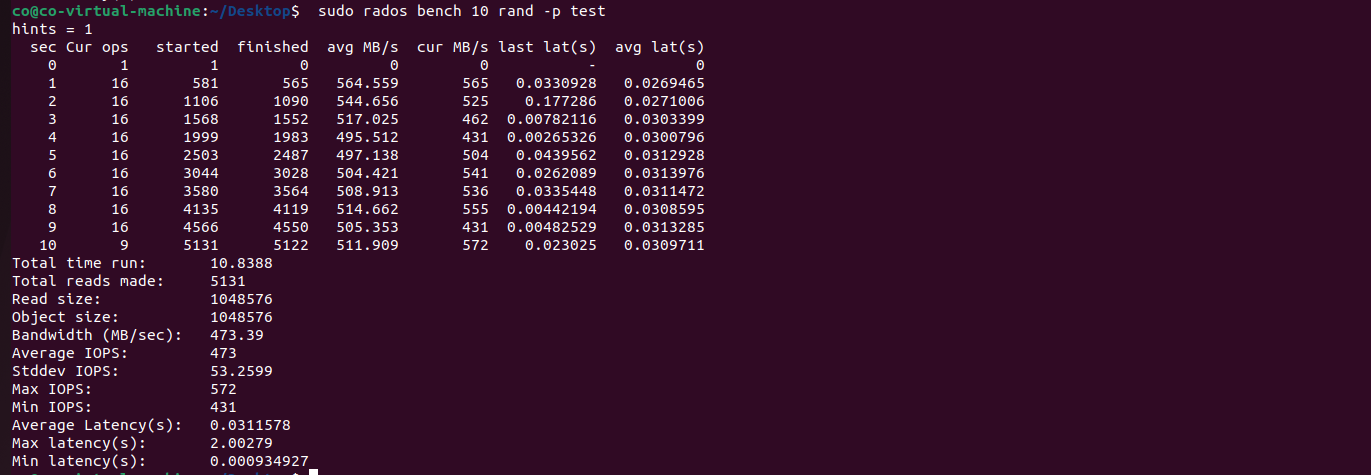 co@co-virtual-machine:~/Desktop$  sudo rados bench 10 rand -p test
hints = 1
  sec Cur ops   started  finished  avg MB/s  cur MB/s last lat(s)  avg lat(s)
    0       1         1         0         0         0           -           0
    1      16       581       565   564.559       565   0.0330928   0.0269465
    2      16      1106      1090   544.656       525    0.177286   0.0271006
    3      16      1568      1552   517.025       462  0.00782116   0.0303399
    4      16      1999      1983   495.512       431  0.00265326   0.0300796
    5      16      2503      2487   497.138       504   0.0439562   0.0312928
    6      16      3044      3028   504.421       541   0.0262089   0.0313976
    7      16      3580      3564   508.913       536   0.0335448   0.0311472
    8      16      4135      4119   514.662       555  0.00442194   0.0308595
    9      16      4566      4550   505.353       431  0.00482529   0.0313285
   10       9      5131      5122   511.909       572    0.023025   0.0309711
Total time run:       10.8388
Total reads made:     5131
Read size:            1048576
Object size:          1048576
Bandwidth (MB/sec):   473.39
Average IOPS:         473
Stddev IOPS:          53.2599
Max IOPS:             572
Min IOPS:             431
Average Latency(s):   0.0311578
Max latency(s):       2.00279
Min latency(s):       0.000934927